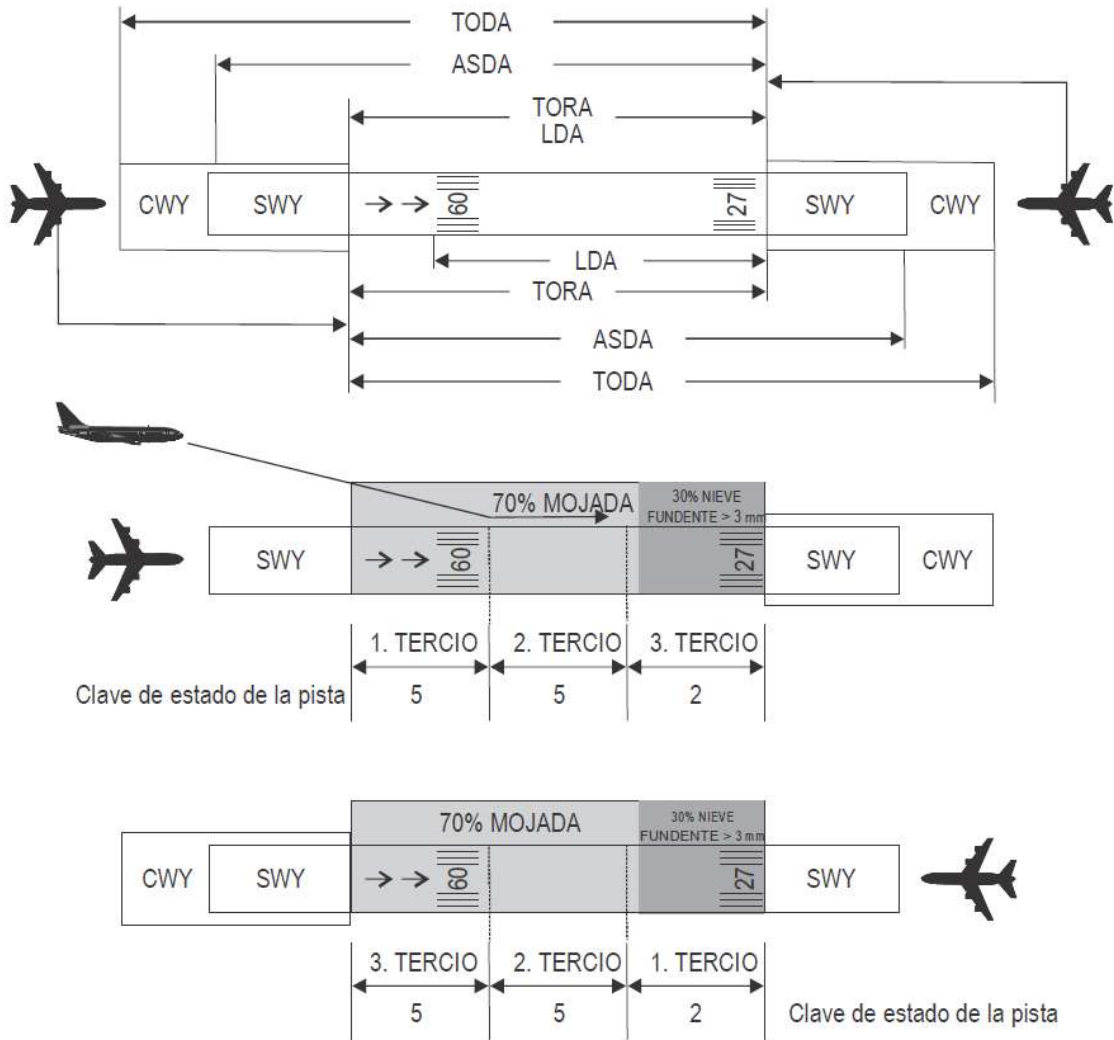 TODA
ASDA
TORA
LDA
CWY SWY 09 27 SWY CWY
LDA
TORA
ASDA
TODA
70% MOJADA
30% NIEVE
FUNDENTE > 3 mm
SWY 09 27 SWY CWY
1. TERCIO 2. TERCIO 3. TERCIO
Clave de estado de la pista 5 5 2
70% MOJADA
30% NIEVE
FUNDENTE > 3 mm
CWY SWY 09 27 SWY
3. TERCIO 2. TERCIO 1. TERCIO
5 5 2 Clave de estado de la pista